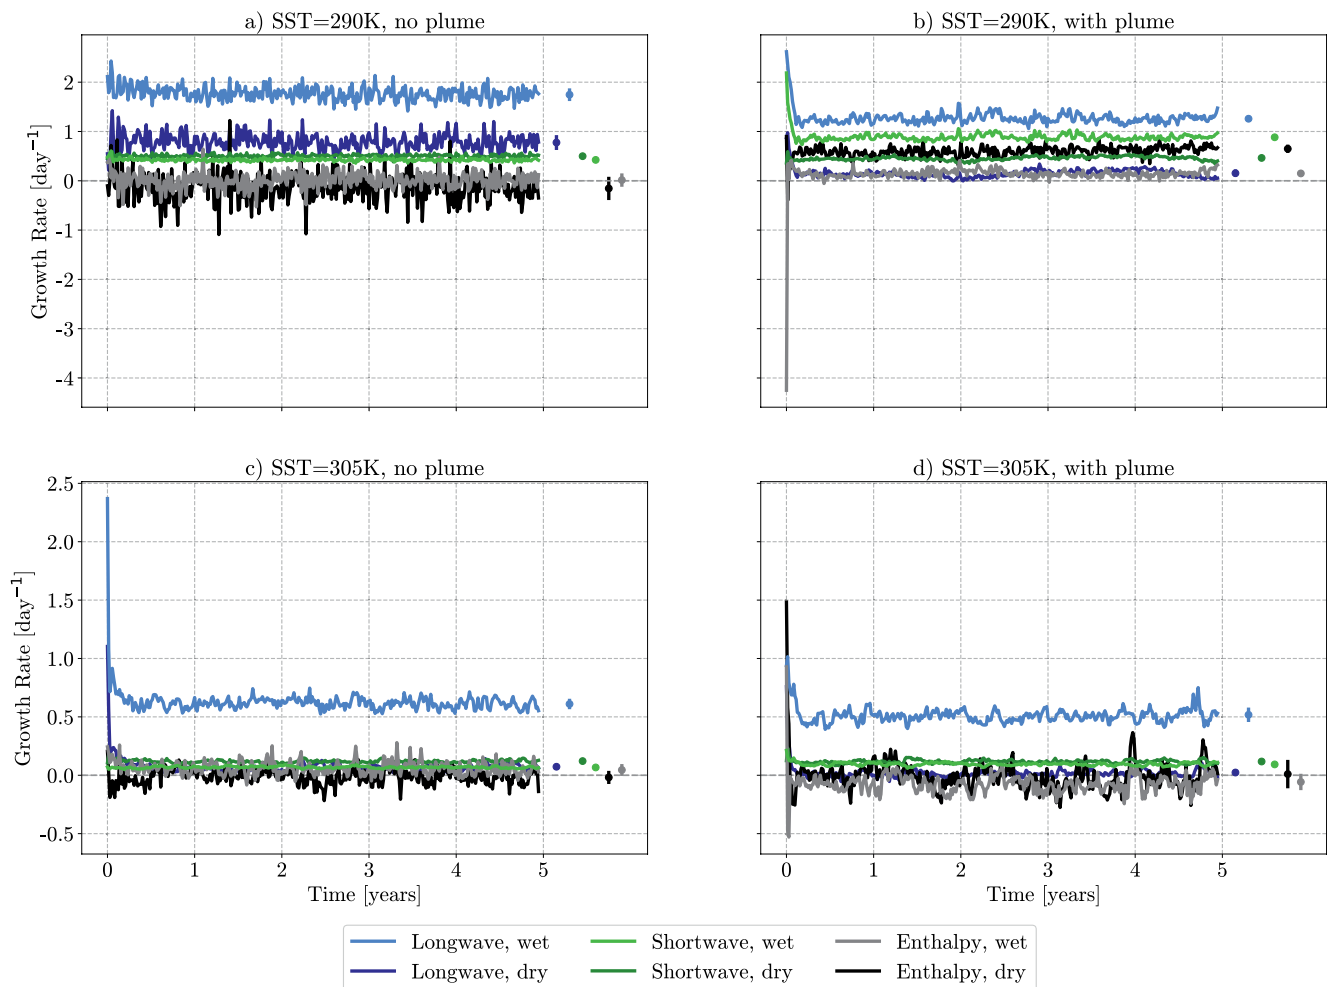 a) SST=290K, no plume
b) SST=290K, with plume
Growth Rate [day⁻¹]
2
1
0
-1
-2
-3
-4
c) SST=305K, no plume
d) SST=305K, with plume
Growth Rate [day⁻¹]
2.5
2.0
1.5
1.0
0.5
0.0
-0.5
0 1 2 3 4 5
0 1 2 3 4 5
Time [years]
Time [years]
Longwave, wet
Shortwave, wet
Enthalpy, wet
Longwave, dry
Shortwave, dry
Enthalpy, dry